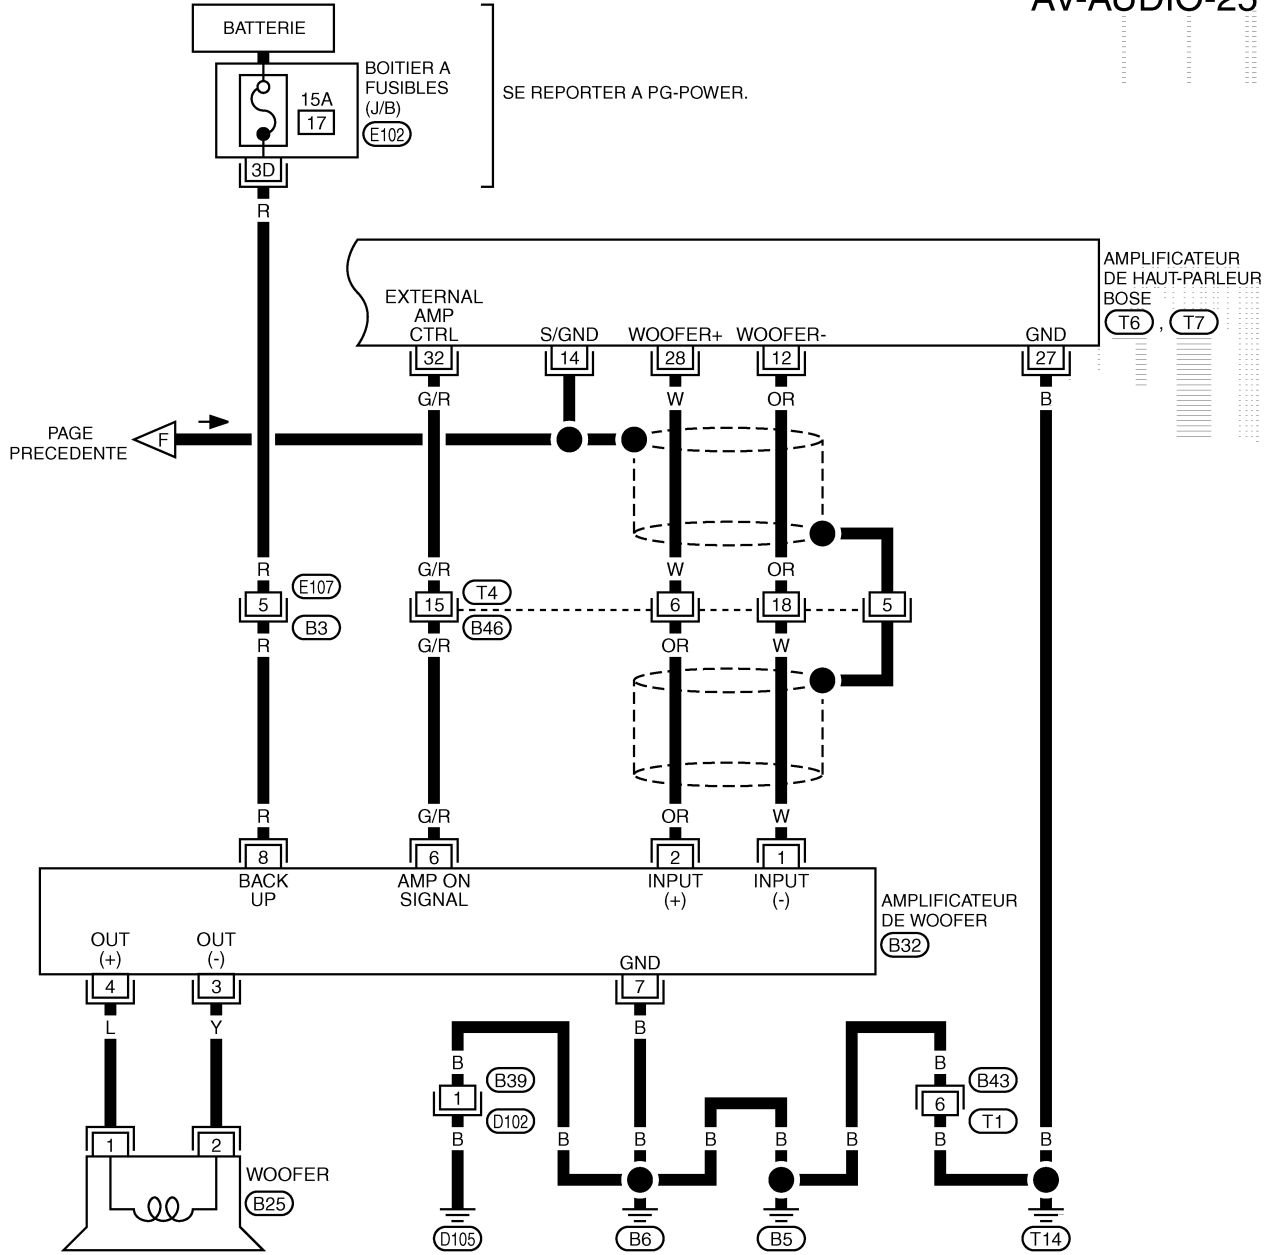 AV-AUDIO-25
BATTERIE
BOITIER A
FUSIBLES
(J/B)
E102
15A
17
3D
SE REPORTER A PG-POWER.
R
AMPLIFICATEUR
DE HAUT-PARLEUR
BOSE
T6 , T7
EXTERNAL
AMP
CTRL
S/GND
WOOFER+
WOOFER-
GND
32
14
28
12
27
G/R
W
OR
B
PAGE
PRECEDENTE
F
R
G/R
W
OR
5
E107
B3
15
T4
B46
6
18
5
R
G/R
OR
W
R
G/R
OR
W
8
6
2
1
BACK
UP
AMP ON
SIGNAL
INPUT
(+)
INPUT
(-)
AMPLIFICATEUR
DE WOOFER
B32
OUT
(+)
OUT
(-)
GND
4
3
7
L
Y
B
B
B
1
B39
D102
6
B43
T1
B
B
B
B
B
B
B
B
1
2
WOOFER
B25
D105
B6
B5
T14